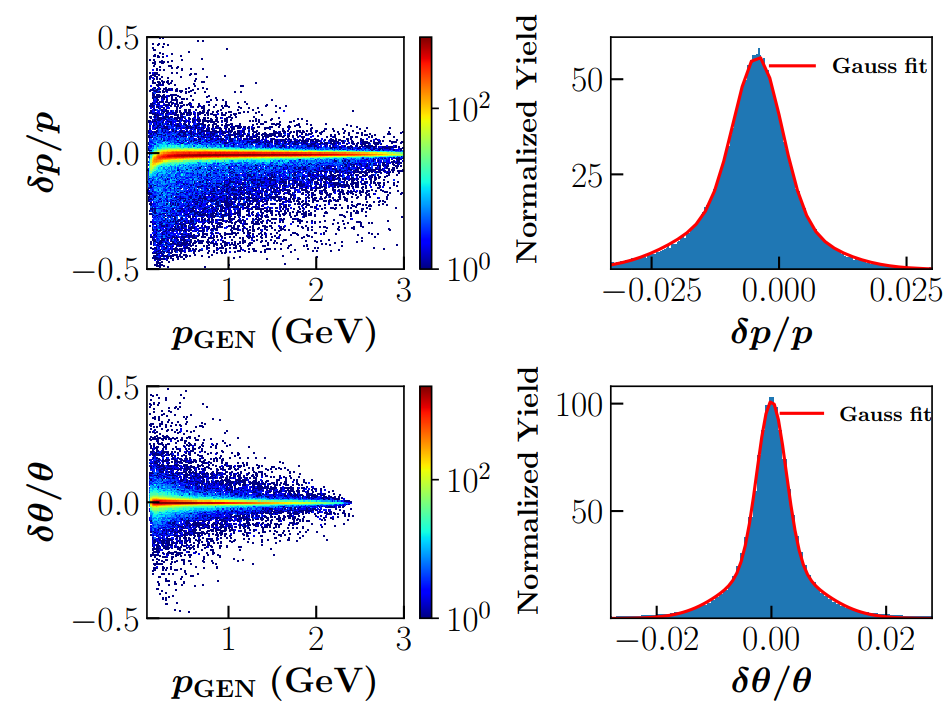 0.5
0.0
−0.5
δp/p
1
2
3
p_GEN (GeV)
10^2
10^0
Normalized Yield
50
25
Gauss fit
−0.025
0.000
0.025
δp/p
0.5
0.0
−0.5
δθ/θ
1
2
3
p_GEN (GeV)
10^2
10^0
Normalized Yield
100
50
Gauss fit
−0.02
0.00
0.02
δθ/θ